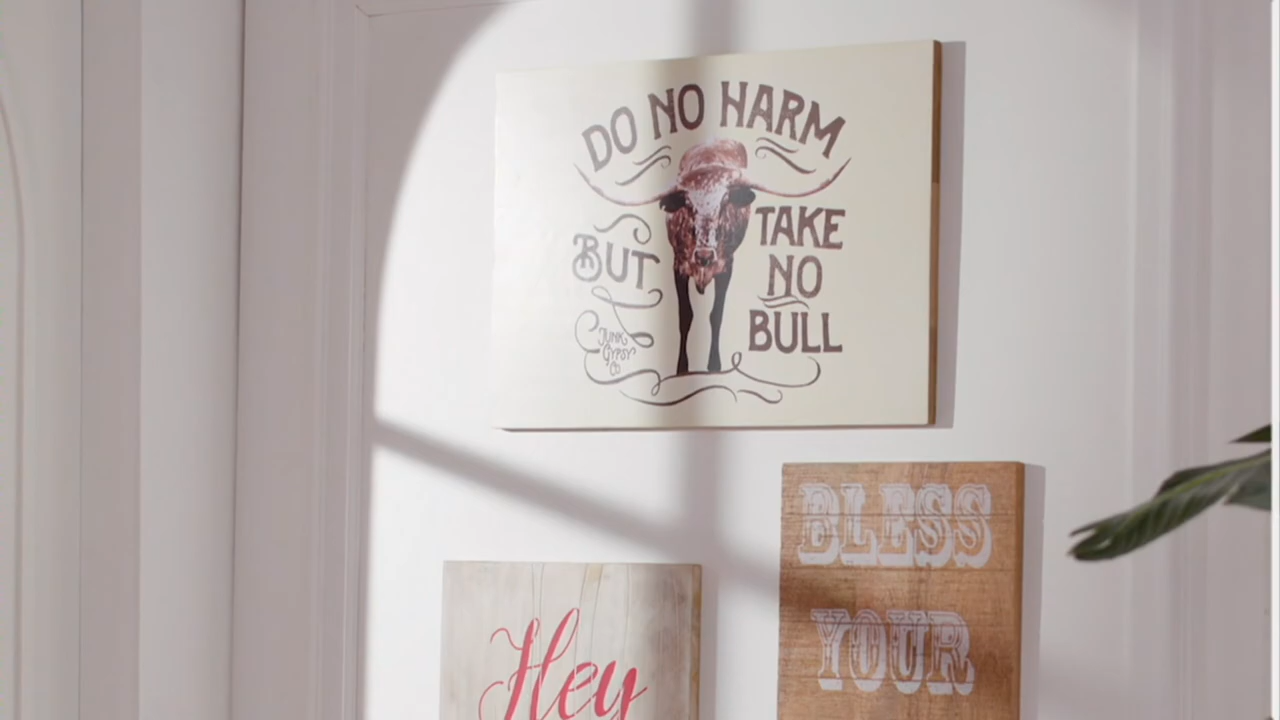 DO NO HARM
BUT
TAKE
NO
BULL
JUNK
GYPSY
CO
BLESS
YOUR
Hey